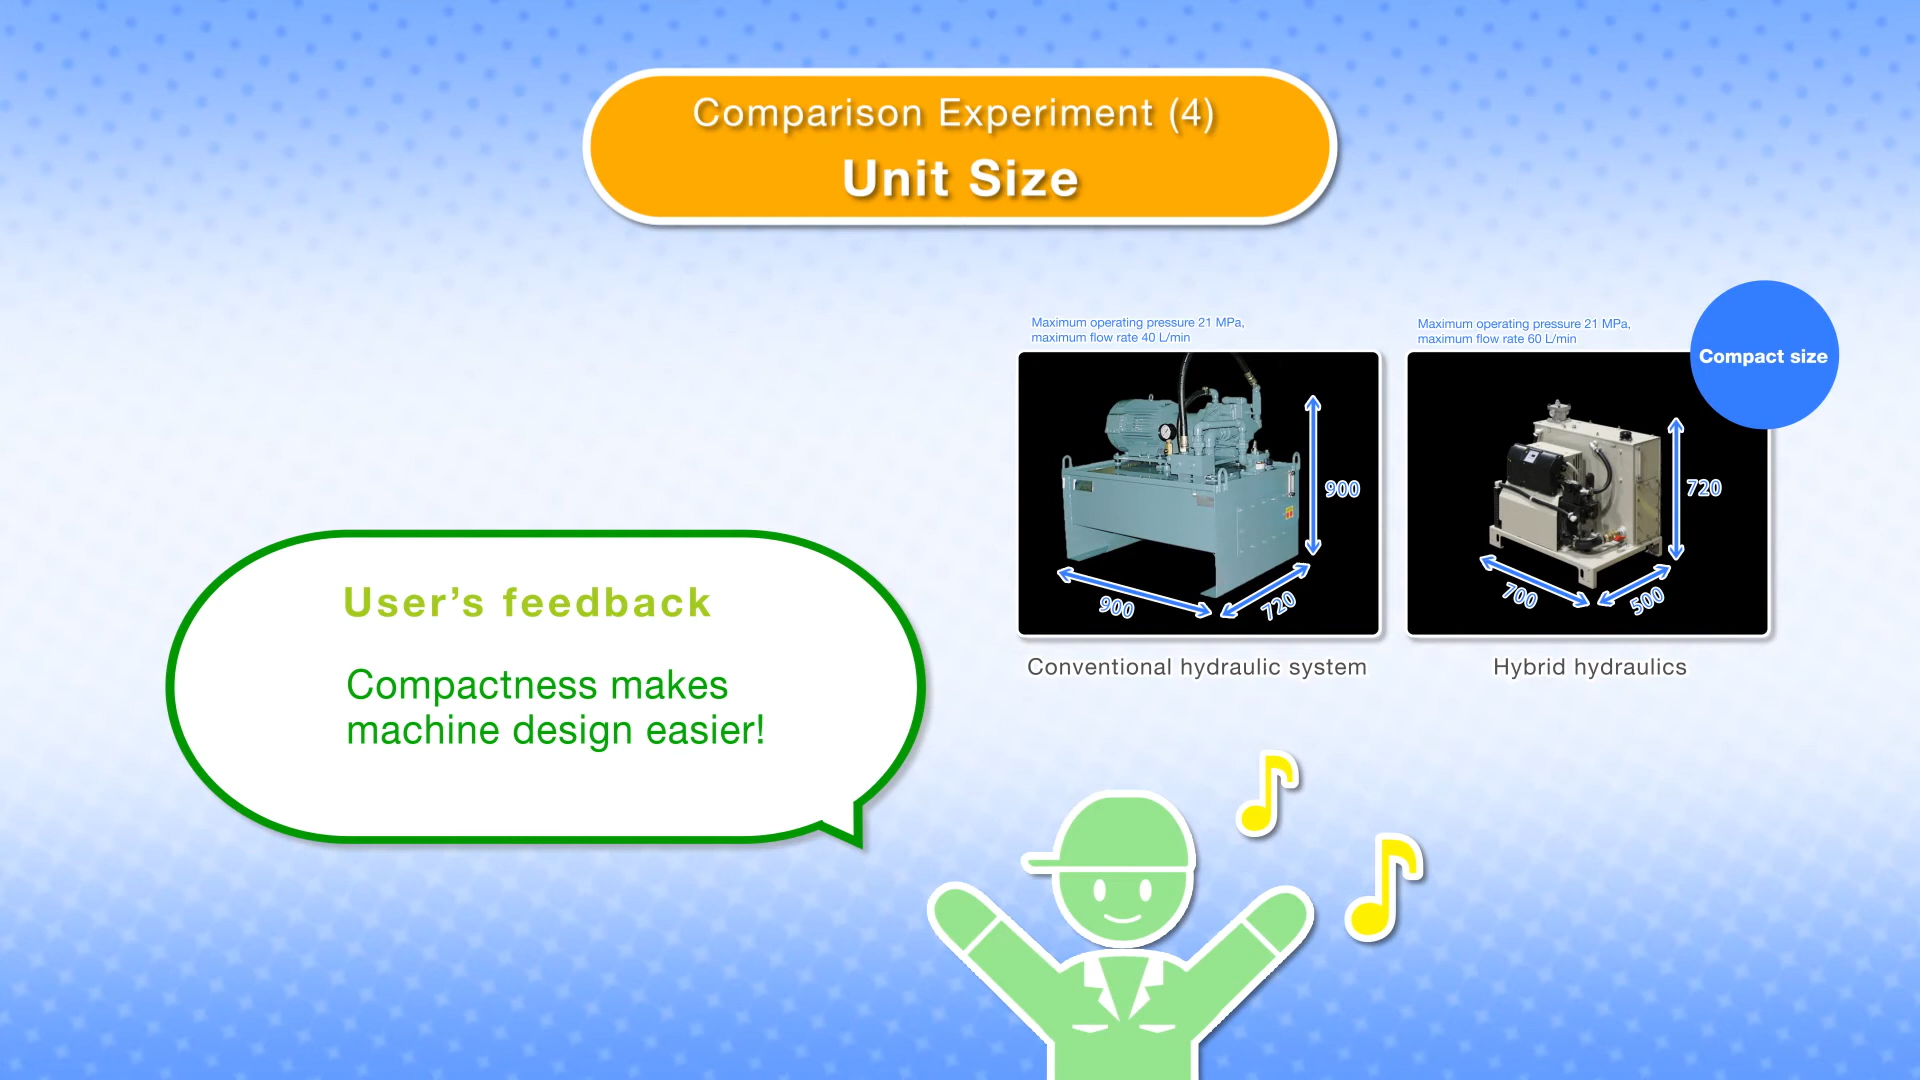 Comparison Experiment (4)
Unit Size
Maximum operating pressure 21 MPa,
maximum flow rate 40 L/min
900
900
720
Conventional hydraulic system
Maximum operating pressure 21 MPa,
maximum flow rate 60 L/min
Compact size
720
700
500
Hybrid hydraulics
User's feedback
Compactness makes
machine design easier!